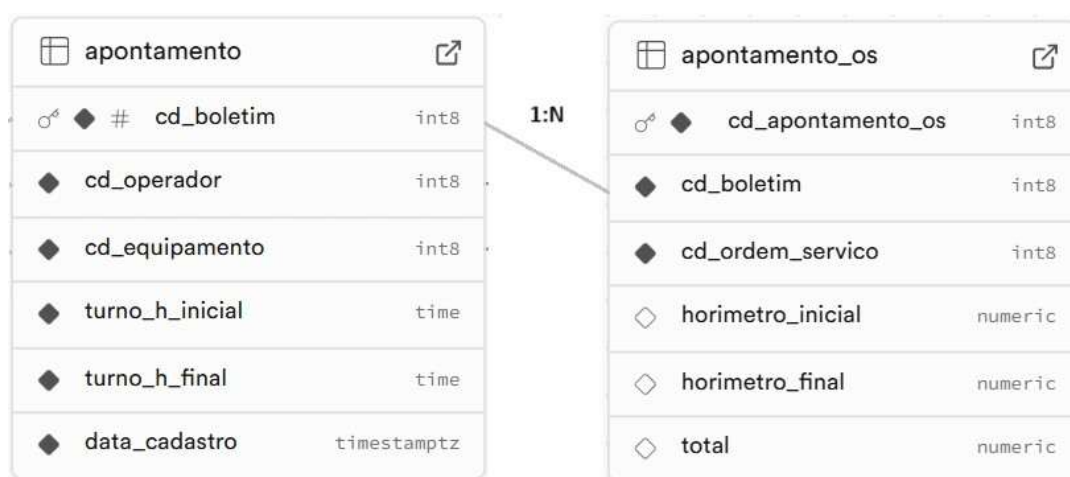 apontamento
# cd_boletim int8
cd_operador int8
cd_equipamento int8
turno_h_inicial time
turno_h_final time
data_cadastro timestamptz
1:N
apontamento_os
cd_apontamento_os int8
cd_boletim int8
cd_ordem_servico int8
horimetro_inicial numeric
horimetro_final numeric
total numeric